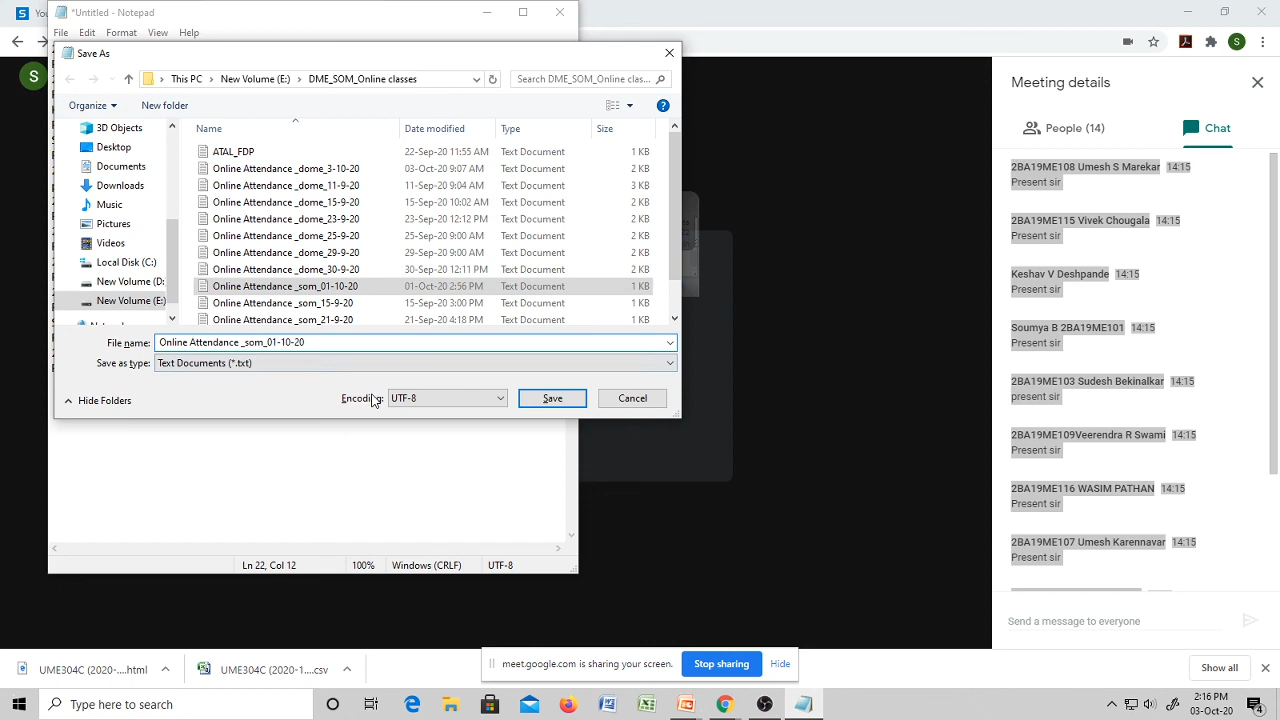 S
Yo
*Untitled - Notepad
File Edit Format View Help
S
S
Save As
This PC > New Volume (E:) > DME_SOM_Online classes
Search DME_SOM_Online clas...
Organize
New folder
?
Name Date modified Type Size
3D Objects
Desktop
Documents
Downloads
Music
Pictures
Videos
Local Disk (C:)
New Volume (D:
New Volume (E:)
ATAL_FDP 22-Sep-20 11:55 AM Text Document 1 KB
Online Attendance _dome_3-10-20 03-Oct-20 9:07 AM Text Document 2 KB
Online Attendance _dome_11-9-20 11-Sep-20 9:04 AM Text Document 3 KB
Online Attendance _dome_15-9-20 15-Sep-20 10:02 AM Text Document 2 KB
Online Attendance _dome_23-9-20 23-Sep-20 12:12 PM Text Document 2 KB
Online Attendance _dome_25-9-20 25-Sep-20 9:00 AM Text Document 2 KB
Online Attendance _dome_29-9-20 29-Sep-20 9:00 AM Text Document 2 KB
Online Attendance _dome_30-9-20 30-Sep-20 12:11 PM Text Document 2 KB
Online Attendance _som_01-10-20 01-Oct-20 2:56 PM Text Document 1 KB
Online Attendance _som_15-9-20 15-Sep-20 3:00 PM Text Document 1 KB
Online Attendance _som_21-9-20 21-Sep-20 4:18 PM Text Document 1 KB
File name: Online Attendance _som_01-10-20
Save as type: Text Documents (*.txt)
Hide Folders
Encoding: UTF-8
Save
Cancel
Ln 22, Col 12 100% Windows (CRLF) UTF-8
Meeting details
People (14)
Chat
2BA19ME108 Umesh S Marekar 14:15
Present sir
2BA19ME115 Vivek Chougala 14:15
Present sir
Keshav V Deshpande 14:15
Present sir
Soumya B 2BA19ME101 14:15
Present sir
2BA19ME103 Sudesh Bekinalkar 14:15
present sir
2BA19ME109Veerendra R Swami 14:15
Present sir
2BA19ME116 WASIM PATHAN 14:15
Present sir
2BA19ME107 Umesh Karennavar 14:15
Present sir
Send a message to everyone
meet.google.com is sharing your screen.
Stop sharing
Hide
UME304C (2020-....html
UME304C (2020-1....csv
Show all
Type here to search
2:16 PM
03-Oct-20
4